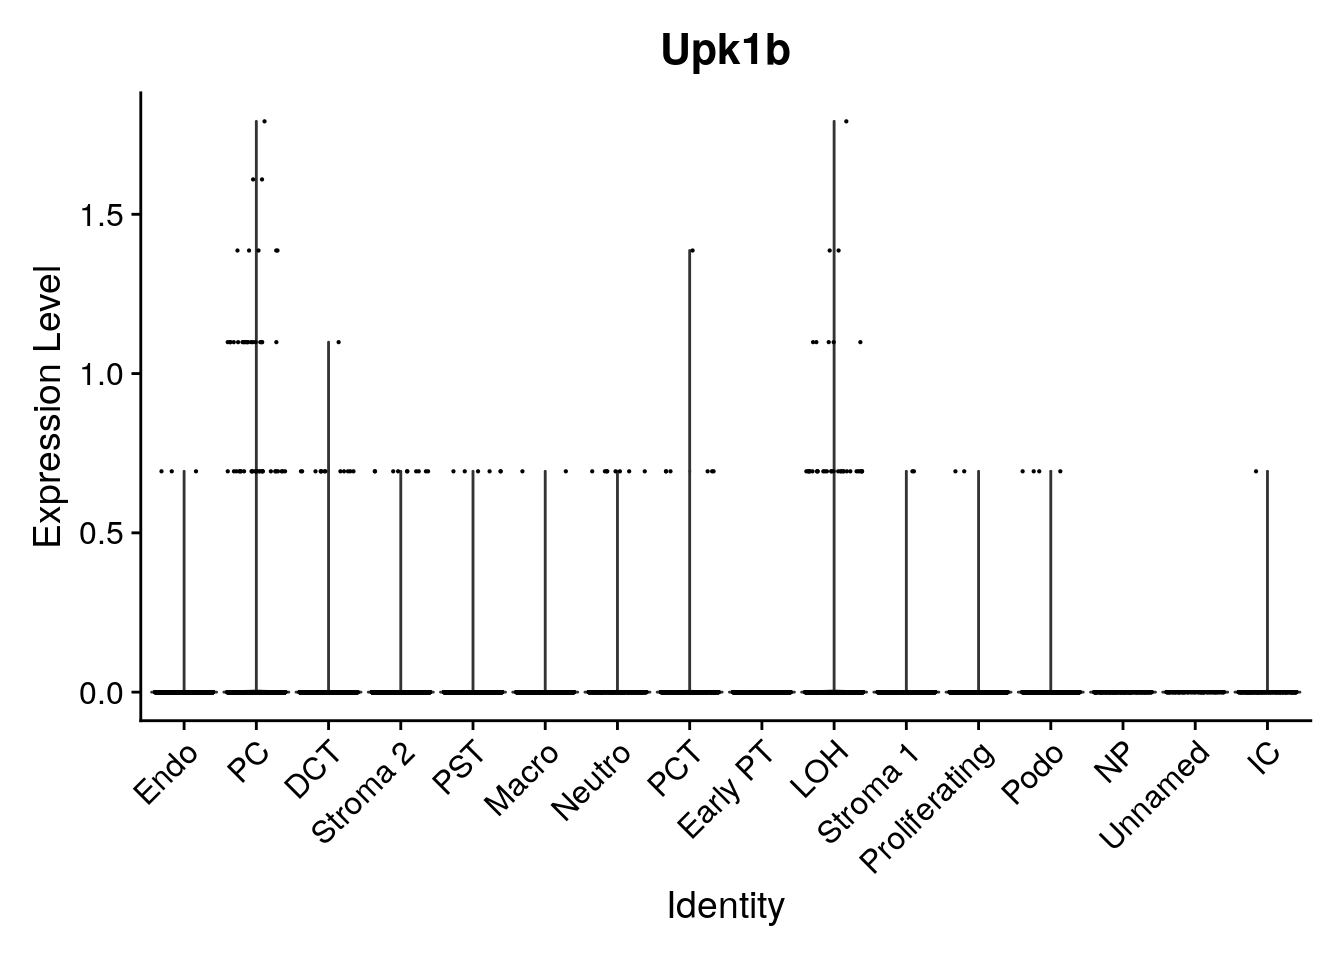 Upk1b
Expression Level
1.5
1.0
0.5
0.0
Endo
PC
DCT
Stroma 2
PST
Macro
Neutro
PCT
Early PT
LOH
Stroma 1
Proliferating
Podo
NP
Unnamed
IC
Identity